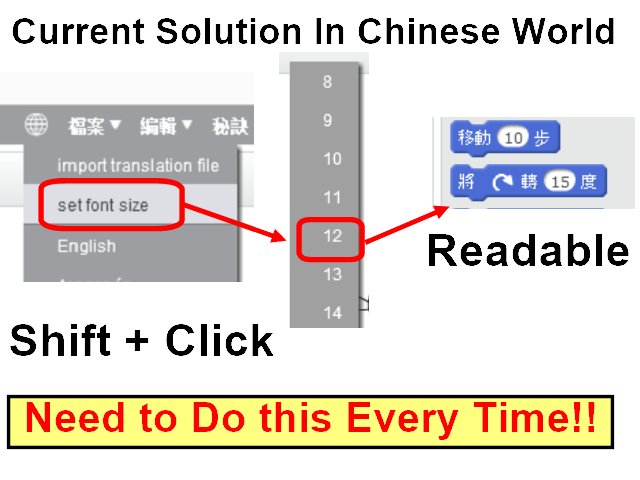 Current Solution In Chinese World
檔案▼ 編輯▼ 秘訣
import translation file
set font size
English
8
9
10
11
12
13
14
移動 10 步
將 轉 15 度
Readable
Shift + Click
Need to Do this Every Time!!